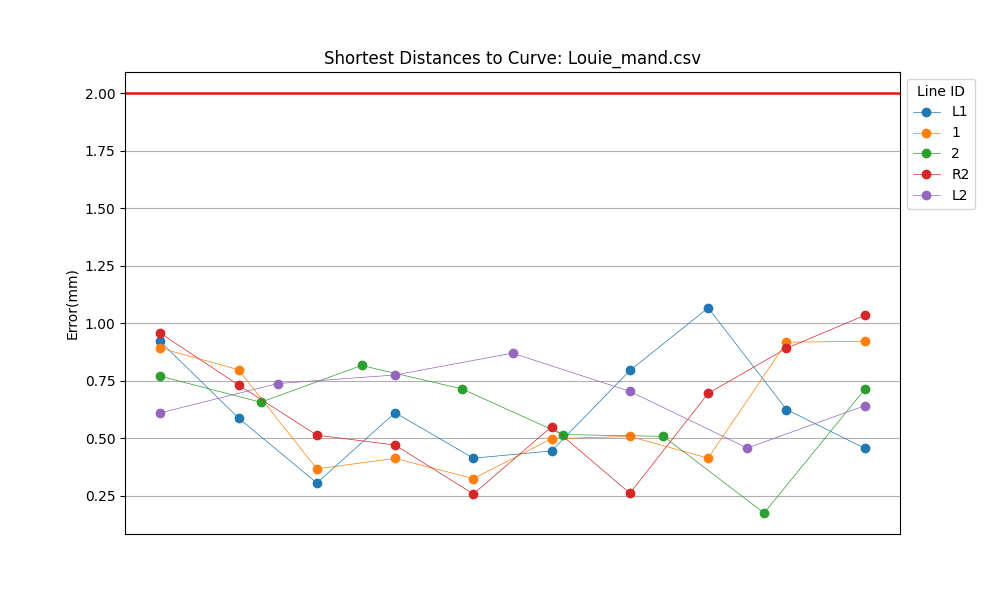 Shortest Distances to Curve: Louie_mand.csv
Error(mm)
2.00
1.75
1.50
1.25
1.00
0.75
0.50
0.25
Line ID
L1
1
2
R2
L2